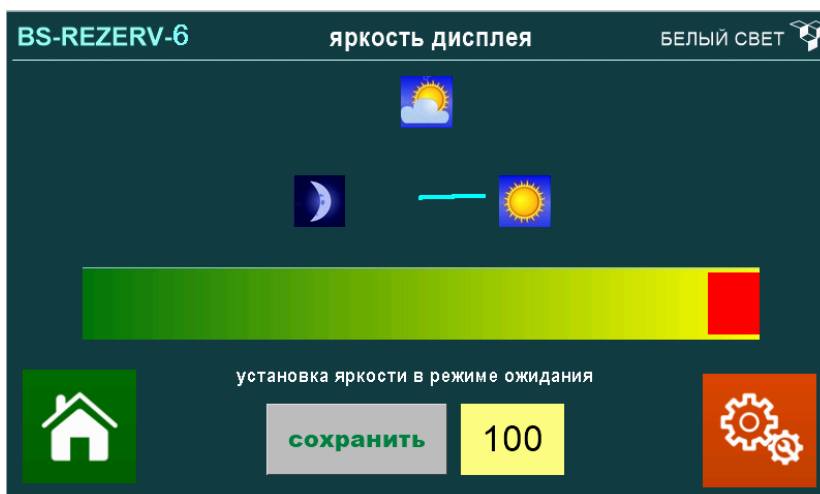 BS-REZERV-6
яркость дисплея
БЕЛЫЙ СВЕТ
установка яркости в режиме ожидания
сохранить
100